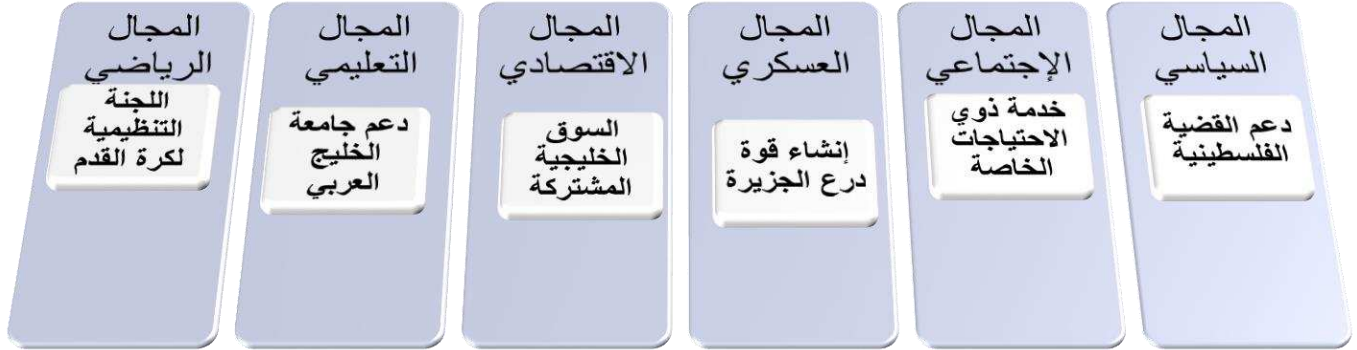 المجال
السياسي
دعم القضية
الفلسطينية
المجال
الإجتماعي
خدمة ذوي
الاحتياجات
الخاصة
المجال
العسكري
إنشاء قوة
درع الجزيرة
المجال
الاقتصادي
السوق
الخليجية
المشتركة
المجال
التعليمي
دعم جامعة
الخليج
العربي
المجال
الرياضي
اللجنة
التنظيمية
لكرة القدم